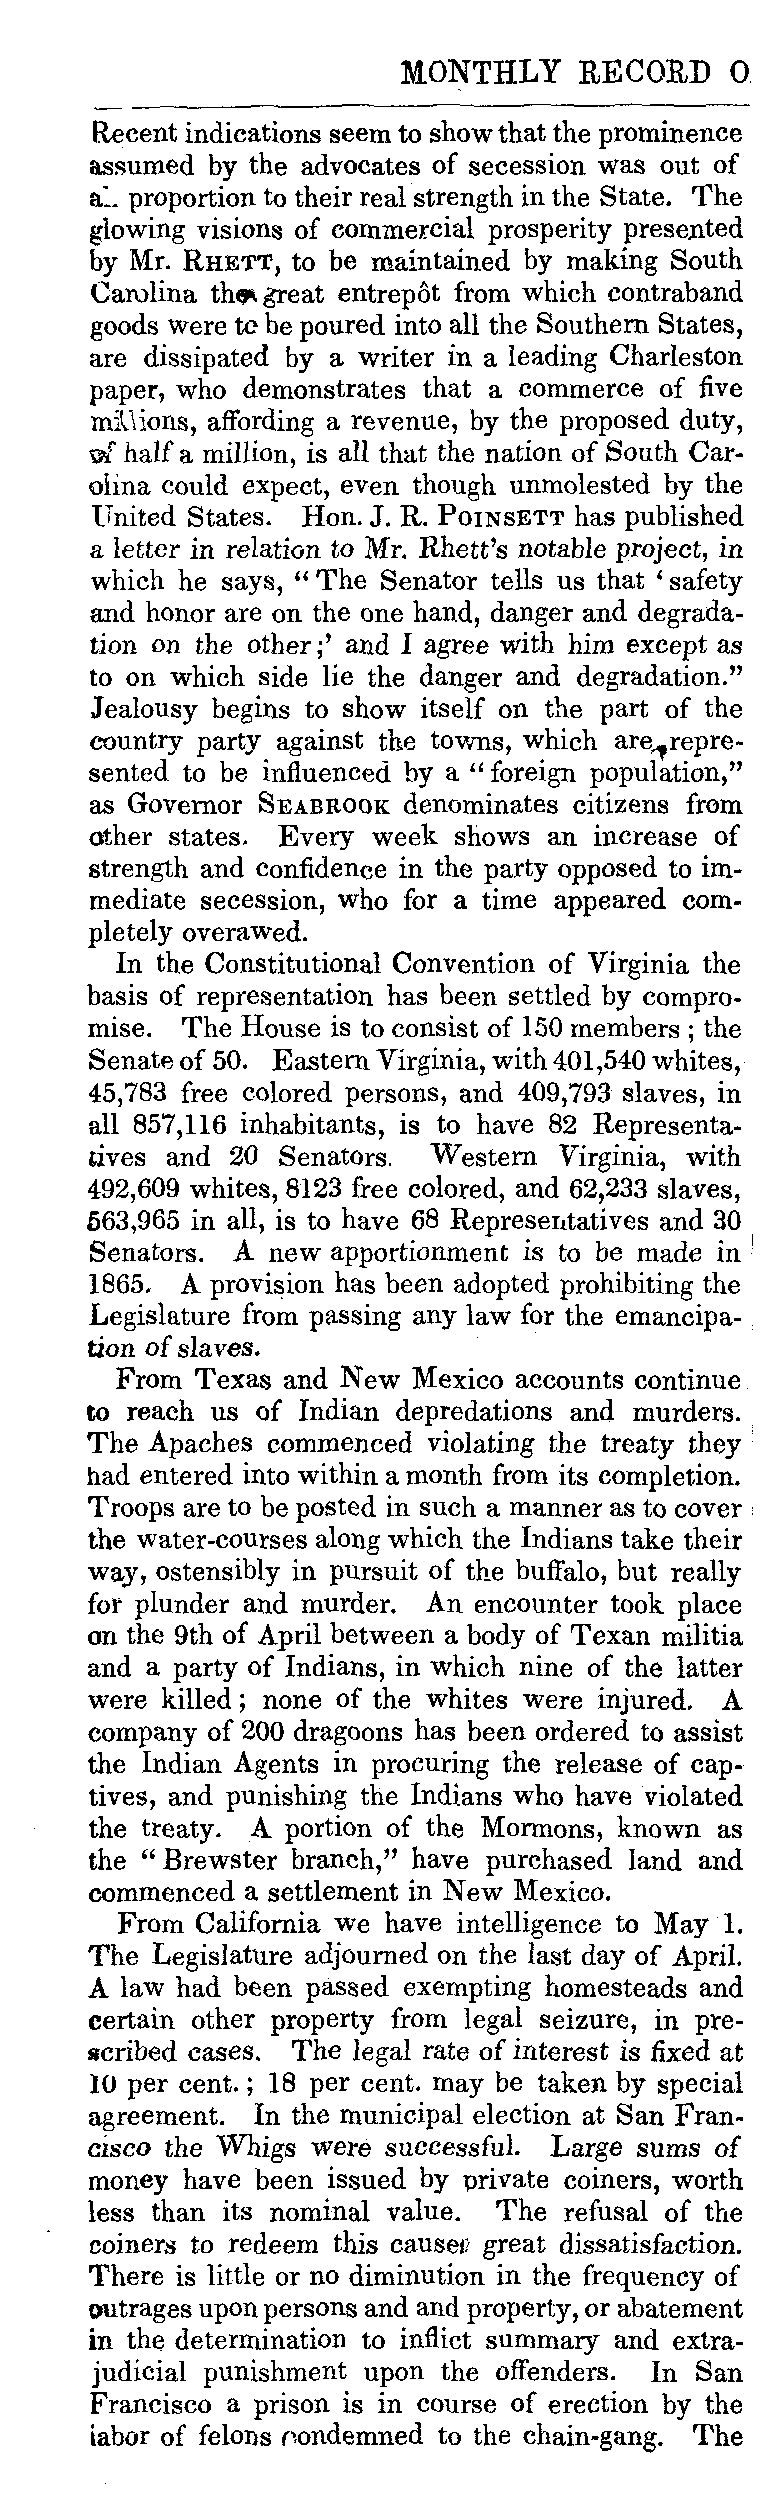 MONTHLY RECORD O
Recent indications seem to show that the prominence
assumed by the advocates of secession was out of
al. proportion to their real strength in the State. The
glowing visions of commercial prosperity presented
by Mr. RHETT, to be maintained by making South
Carolina the great entrepôt from which contraband
goods were to be poured into all the Southern States,
are dissipated by a writer in a leading Charleston
paper, who demonstrates that a commerce of five
millions, affording a revenue, by the proposed duty,
of half a million, is all that the nation of South Car-
olina could expect, even though unmolested by the
United States. Hon. J. R. POINSETT has published
a letter in relation to Mr. Rhett's notable project, in
which he says, “The Senator tells us that ‘safety
and honor are on the one hand, danger and degrada-
tion on the other;’ and I agree with him except as
to on which side lie the danger and degradation.”
Jealousy begins to show itself on the part of the
country party against the towns, which are repre-
sented to be influenced by a “foreign population,”
as Governor SEABROOK denominates citizens from
other states. Every week shows an increase of
strength and confidence in the party opposed to im-
mediate secession, who for a time appeared com-
pletely overawed.
In the Constitutional Convention of Virginia the
basis of representation has been settled by compro-
mise. The House is to consist of 150 members; the
Senate of 50. Eastern Virginia, with 401,540 whites,
45,783 free colored persons, and 409,793 slaves, in
all 857,116 inhabitants, is to have 82 Representa-
tives and 20 Senators. Western Virginia, with
492,609 whites, 8123 free colored, and 62,233 slaves,
563,965 in all, is to have 68 Representatives and 30
Senators. A new apportionment is to be made in
1865. A provision has been adopted prohibiting the
Legislature from passing any law for the emancipa-
tion of slaves.
From Texas and New Mexico accounts continue
to reach us of Indian depredations and murders.
The Apaches commenced violating the treaty they
had entered into within a month from its completion.
Troops are to be posted in such a manner as to cover
the water-courses along which the Indians take their
way, ostensibly in pursuit of the buffalo, but really
for plunder and murder. An encounter took place
on the 9th of April between a body of Texan militia
and a party of Indians, in which nine of the latter
were killed; none of the whites were injured. A
company of 200 dragoons has been ordered to assist
the Indian Agents in procuring the release of cap-
tives, and punishing the Indians who have violated
the treaty. A portion of the Mormons, known as
the “Brewster branch,” have purchased land and
commenced a settlement in New Mexico.
From California we have intelligence to May 1.
The Legislature adjourned on the last day of April.
A law had been passed exempting homesteads and
certain other property from legal seizure, in pre-
scribed cases. The legal rate of interest is fixed at
10 per cent.; 18 per cent. may be taken by special
agreement. In the municipal election at San Fran-
cisco the Whigs were successful. Large sums of
money have been issued by private coiners, worth
less than its nominal value. The refusal of the
coiners to redeem this causes great dissatisfaction.
There is little or no diminution in the frequency of
outrages upon persons and and property, or abatement
in the determination to inflict summary and extra-
judicial punishment upon the offenders. In San
Francisco a prison is in course of erection by the
labor of felons condemned to the chain-gang. The